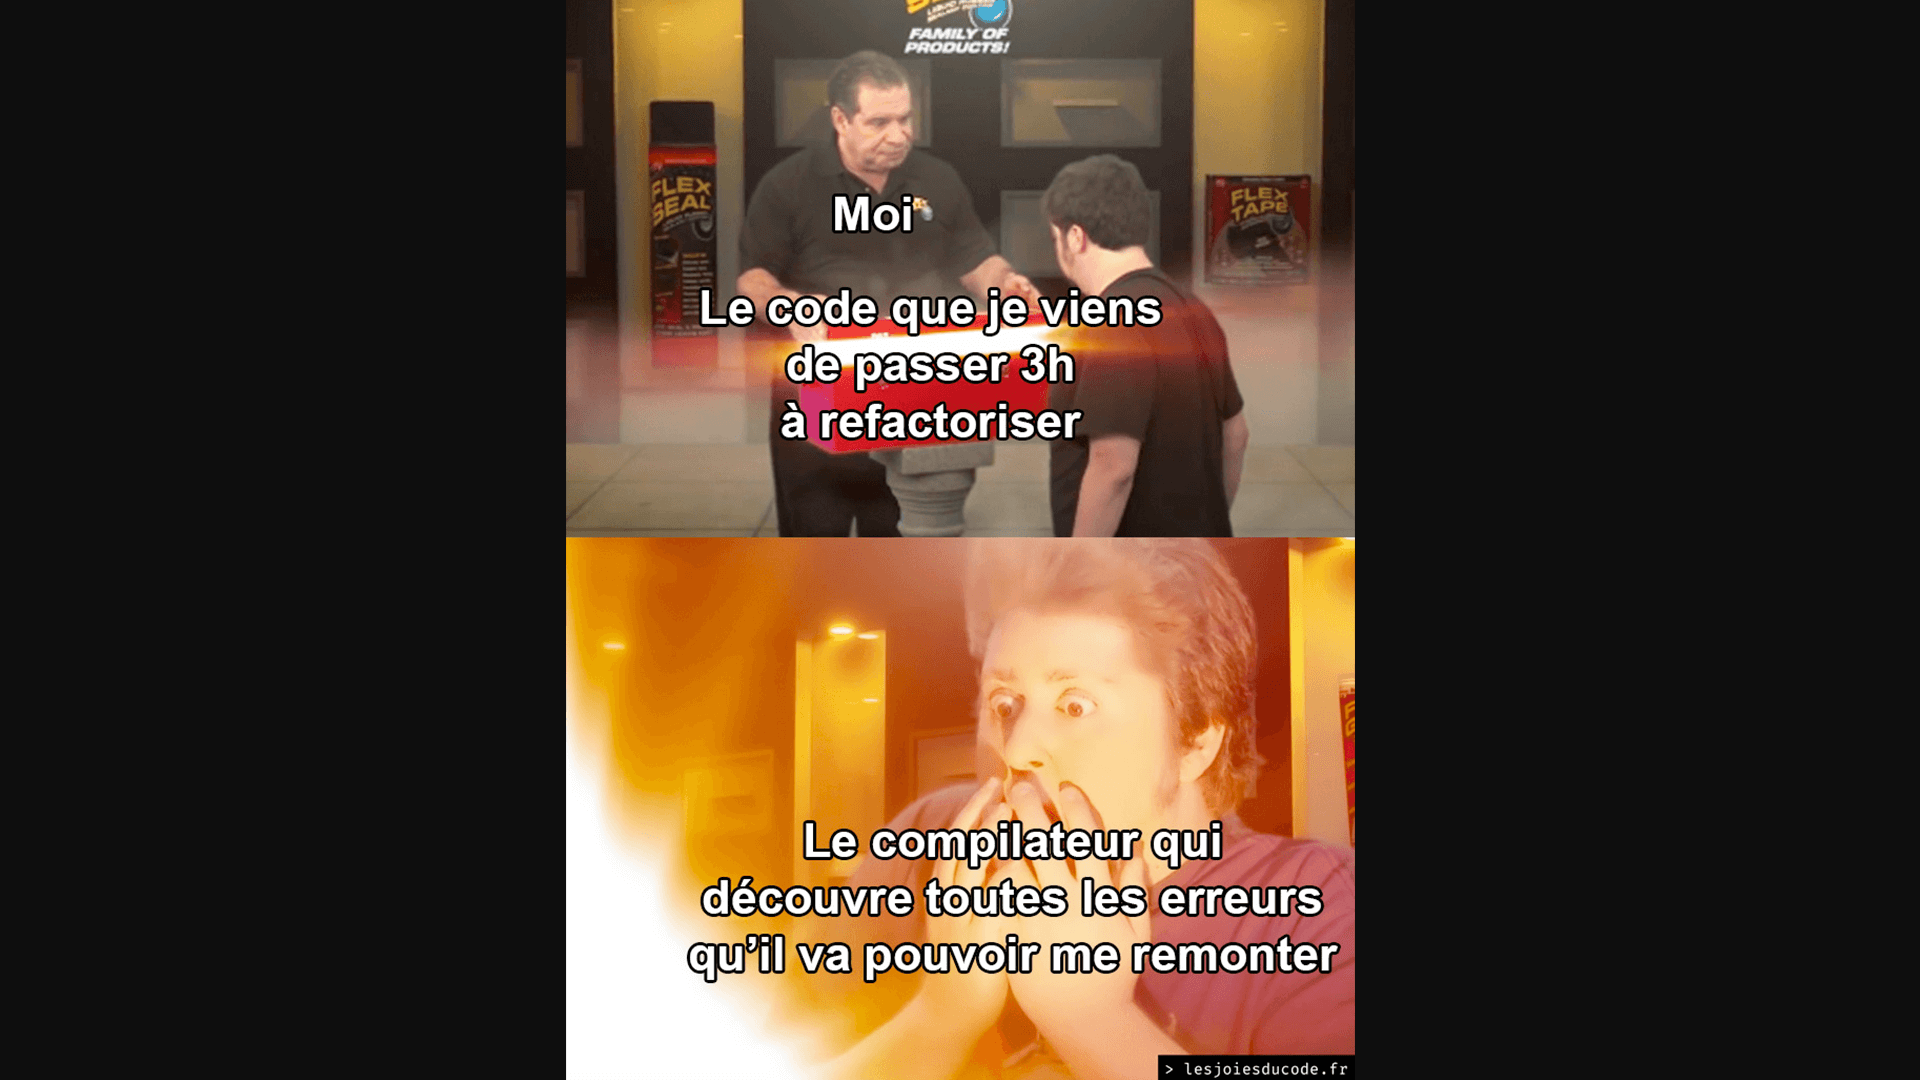 FAMILY OF
PRODUCTS!
FLEX
SEAL
FLEX
TAPE
Moi
Le code que je viens
de passer 3h
à refactoriser
Le compilateur qui
découvre toutes les erreurs
qu’il va pouvoir me remonter
> lesjoiesducode.fr